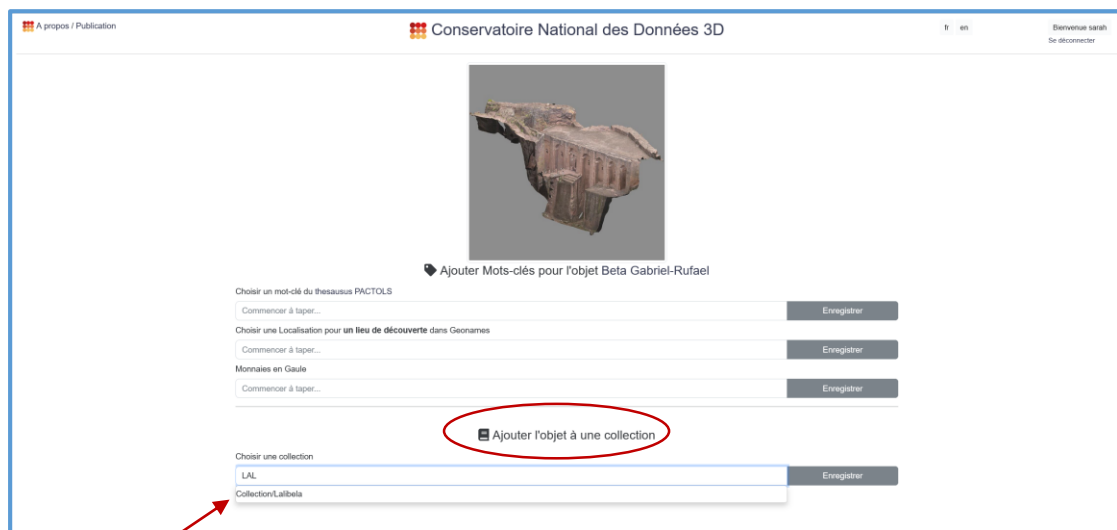 A propos / Publication
Conservatoire National des Données 3D
fr en
Bienvenue sarah
Se déconnecter
Ajouter Mots-clés pour l'objet Beta Gabriel-Rufael
Choisir un mot-clé du thesausus PACTOLS
Commencer à taper... Enregistrer
Choisir une Localisation pour un lieu de découverte dans Geonames
Commencer à taper... Enregistrer
Monnaies en Gaule
Commencer à taper... Enregistrer
Ajouter l'objet à une collection
Choisir une collection
LAL Enregistrer
Collection/Lalibela